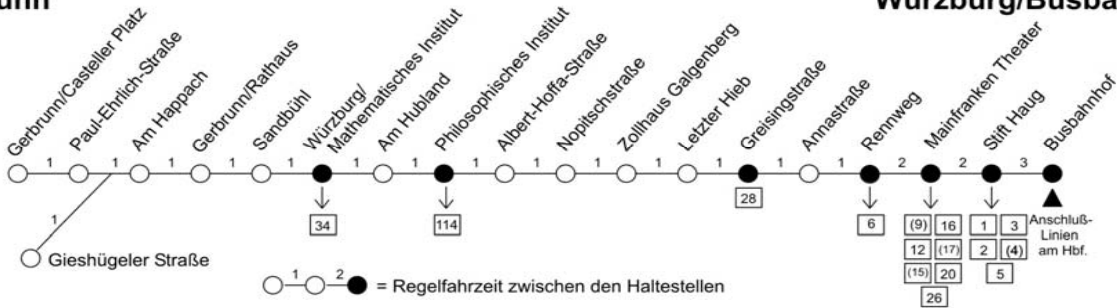 Gerbrunn/Casteller Platz
Paul-Ehrlich-Straße
Am Happach
Gerbrunn/Rathaus
Sandbühl
Würzburg/
Mathematisches Institut
Am Hubland
Philosophisches Institut
Albert-Hoffa-Straße
Nopitschstraße
Zollhaus Galgenberg
Letzter Hieb
Greisingstraße
Annastraße
Rennweg
Mainfranken Theater
Stift Haug
Busbahnhof
1 1 1 1 1 1 1 1 1 1 1 1 1 1 2 2 3
1
Gieshügeler Straße
34
114
28
6
(9) 16
12 (17)
(15) 20
26
1 3
2 (4)
5
Anschluß-
Linien
am Hbf.
1 2 = Regelfahrzeit zwischen den Haltestellen